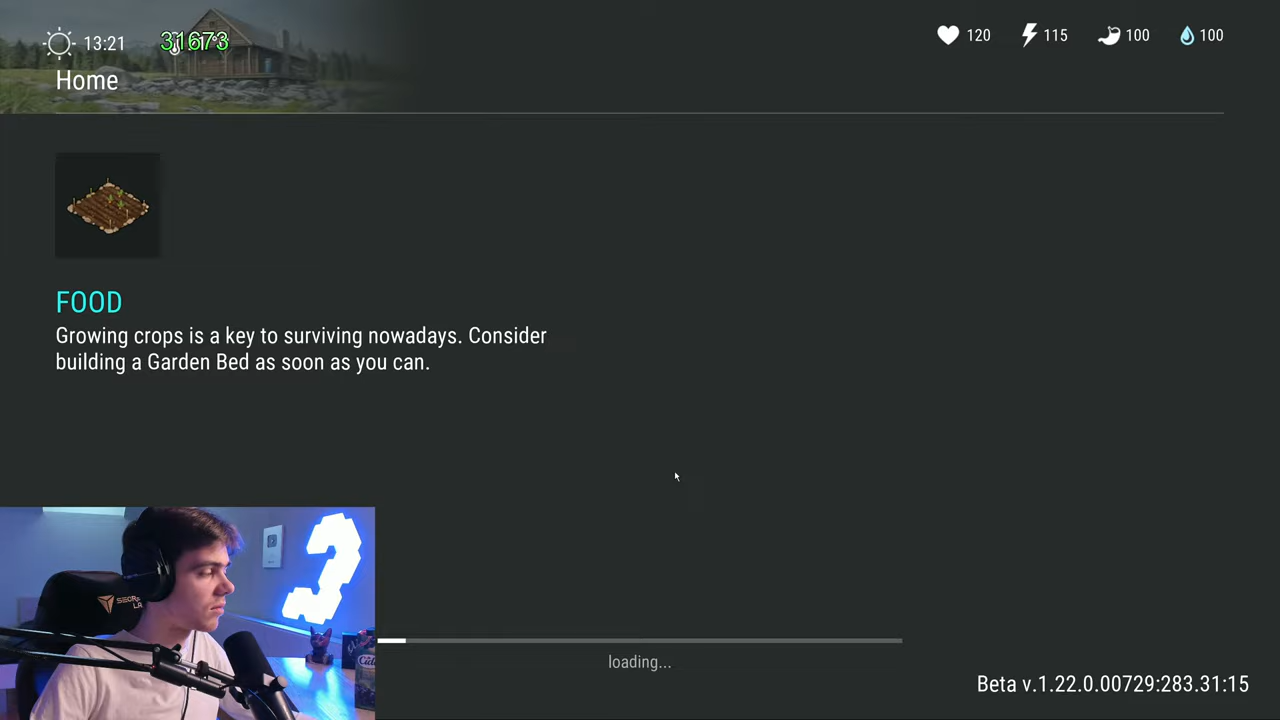 13:21
31673
120
115
100
100
Home
FOOD
Growing crops is a key to surviving nowadays. Consider
building a Garden Bed as soon as you can.
loading...
Beta v.1.22.0.00729:283.31:15